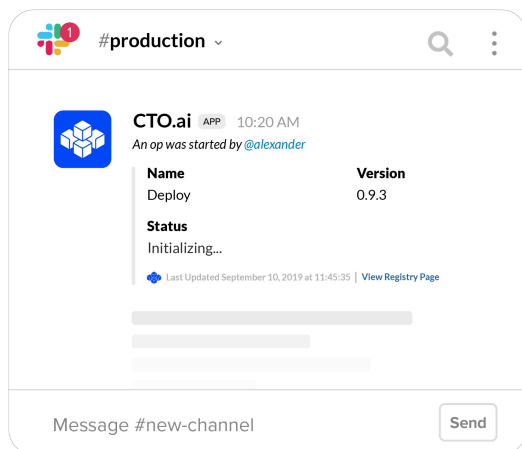 1
#production
CTO.ai APP 10:20 AM
An op was started by @alexander
Name Version
Deploy 0.9.3
Status
Initializing...
Last Updated September 10, 2019 at 11:45:35 | View Registry Page
Message #new-channel Send